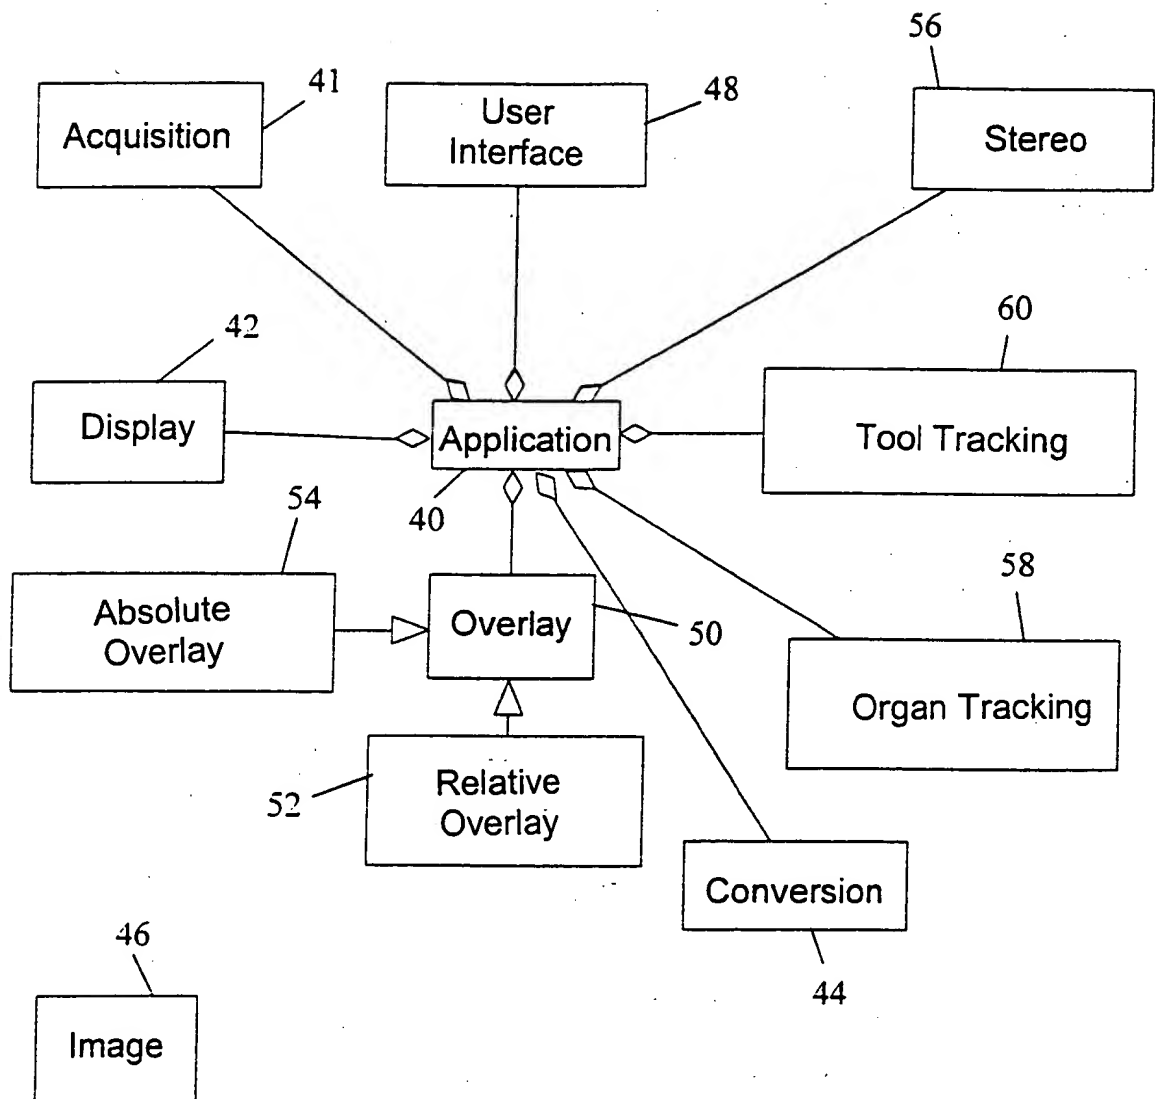 56
41
48
Acquisition
User
Interface
Stereo
42
60
Display
Application
Tool Tracking
54
40
58
Absolute
Overlay
Overlay
50
Organ Tracking
52
Relative
Overlay
Conversion
46
44
Image